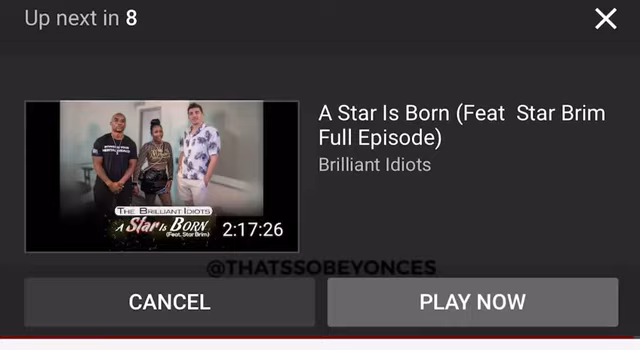 Up next in 8
A Star Is Born (Feat Star Brim
Full Episode)
Brilliant Idiots
THE BRILLIANT IDIOTS
A Star Is BORN
(Feat. Star Brim)
2:17:26
@THATSSOBEYONCES
CANCEL
PLAY NOW